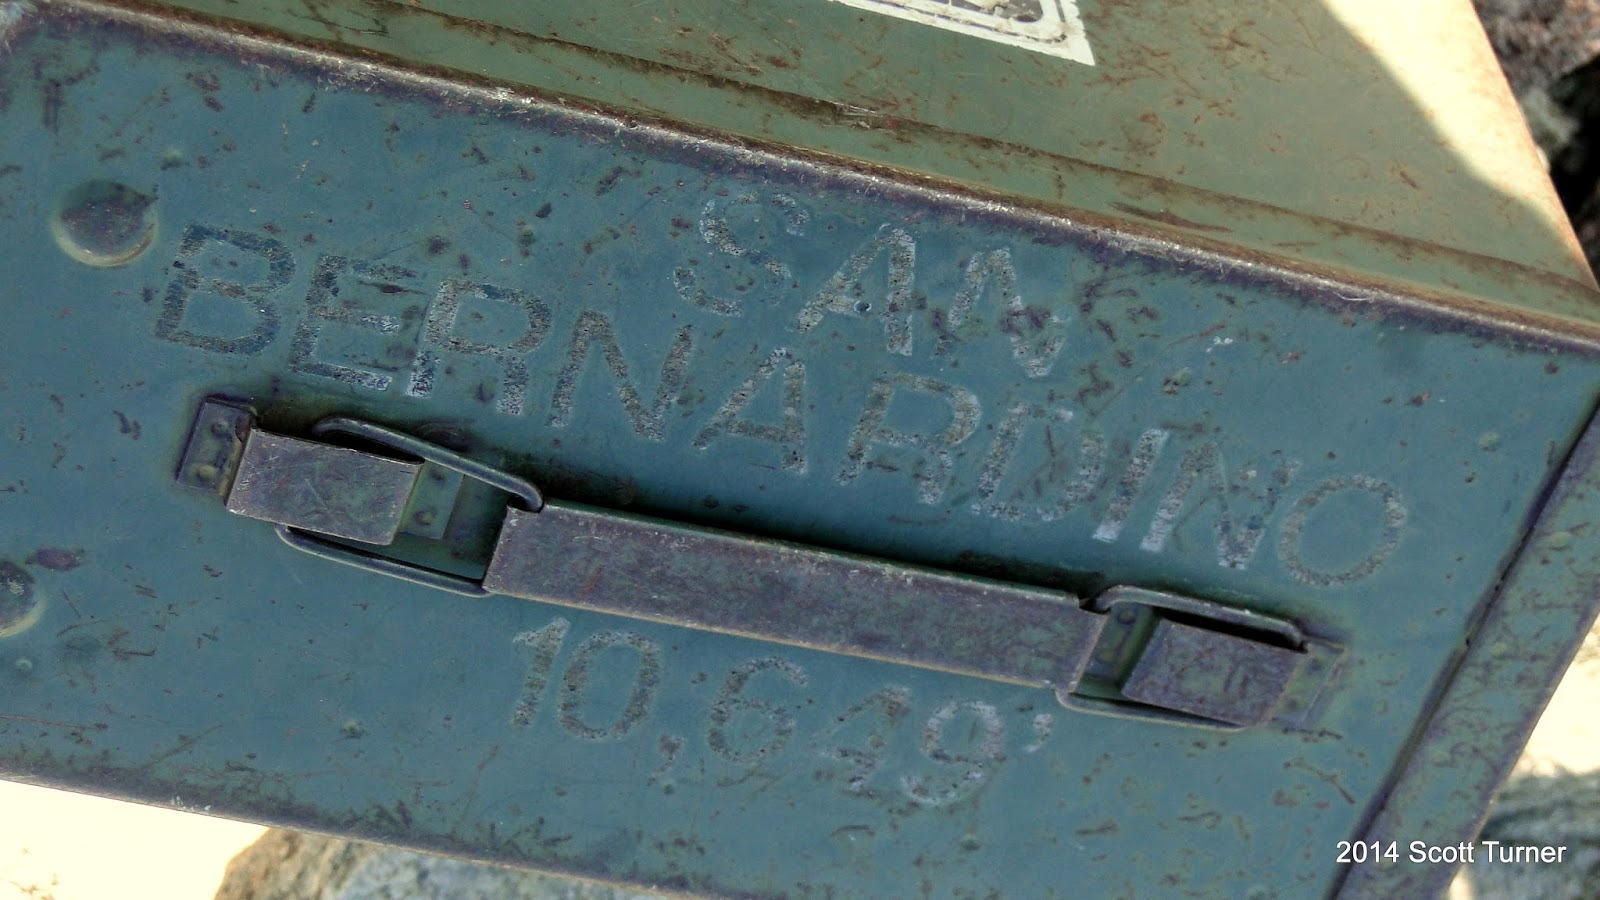 SAN
BERNARDINO
10,649'
2014 Scott Turner